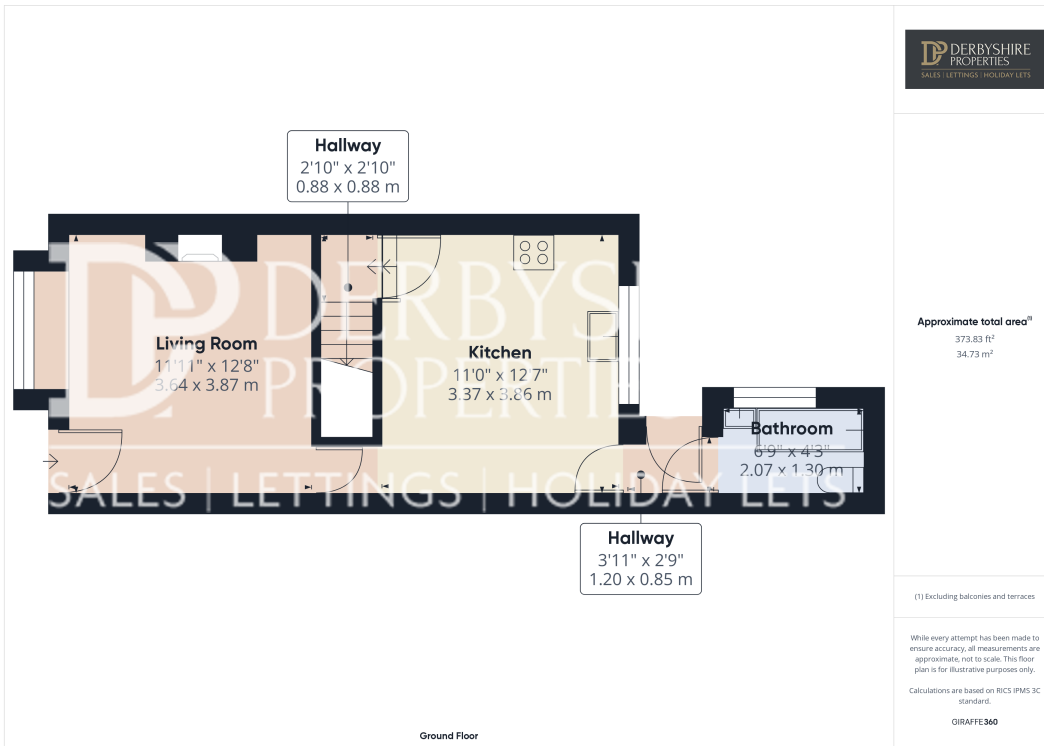 DP DERBYSHIRE
PROPERTIES
SALES | LETTINGS | HOLIDAY LETS
Hallway
2'10" x 2'10"
0.88 x 0.88 m
DERBYS
PROPERTIES
SALES | LETTINGS | HOLIDAY LETS
Living Room
11'11" x 12'8"
3.64 x 3.87 m
Kitchen
11'0" x 12'7"
3.37 x 3.86 m
Bathroom
6'9" x 4'3"
2.07 x 1.30 m
Hallway
3'11" x 2'9"
1.20 x 0.85 m
Ground Floor
Approximate total area(1)
373.83 ft²
34.73 m²
(1) Excluding balconies and terraces
While every attempt has been made to
ensure accuracy, all measurements are
approximate, not to scale. This floor
plan is for illustrative purposes only.
Calculations are based on RICS IPMS 3C
standard.
GIRAFFE360